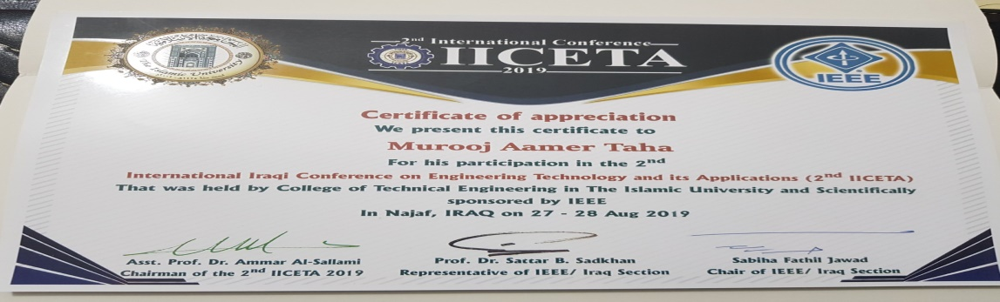 2nd International Conference
IICETA
2019
The Islamic University
IEEE
Certificate of appreciation
We present this certificate to
Murooj Aamer Taha
For his participation in the 2nd
International Iraqi Conference on Engineering Technology and its Applications (2nd IICETA)
That was held by College of Technical Engineering in The Islamic University and Scientifically
sponsored by IEEE
In Najaf, IRAQ on 27 - 28 Aug 2019
Asst. Prof. Dr. Ammar Al-Sallami
Chairman of the 2nd IICETA 2019
Prof. Dr. Sattar B. Sadkhan
Representative of IEEE/ Iraq Section
Sabiha Fathil Jawad
Chair of IEEE/ Iraq Section